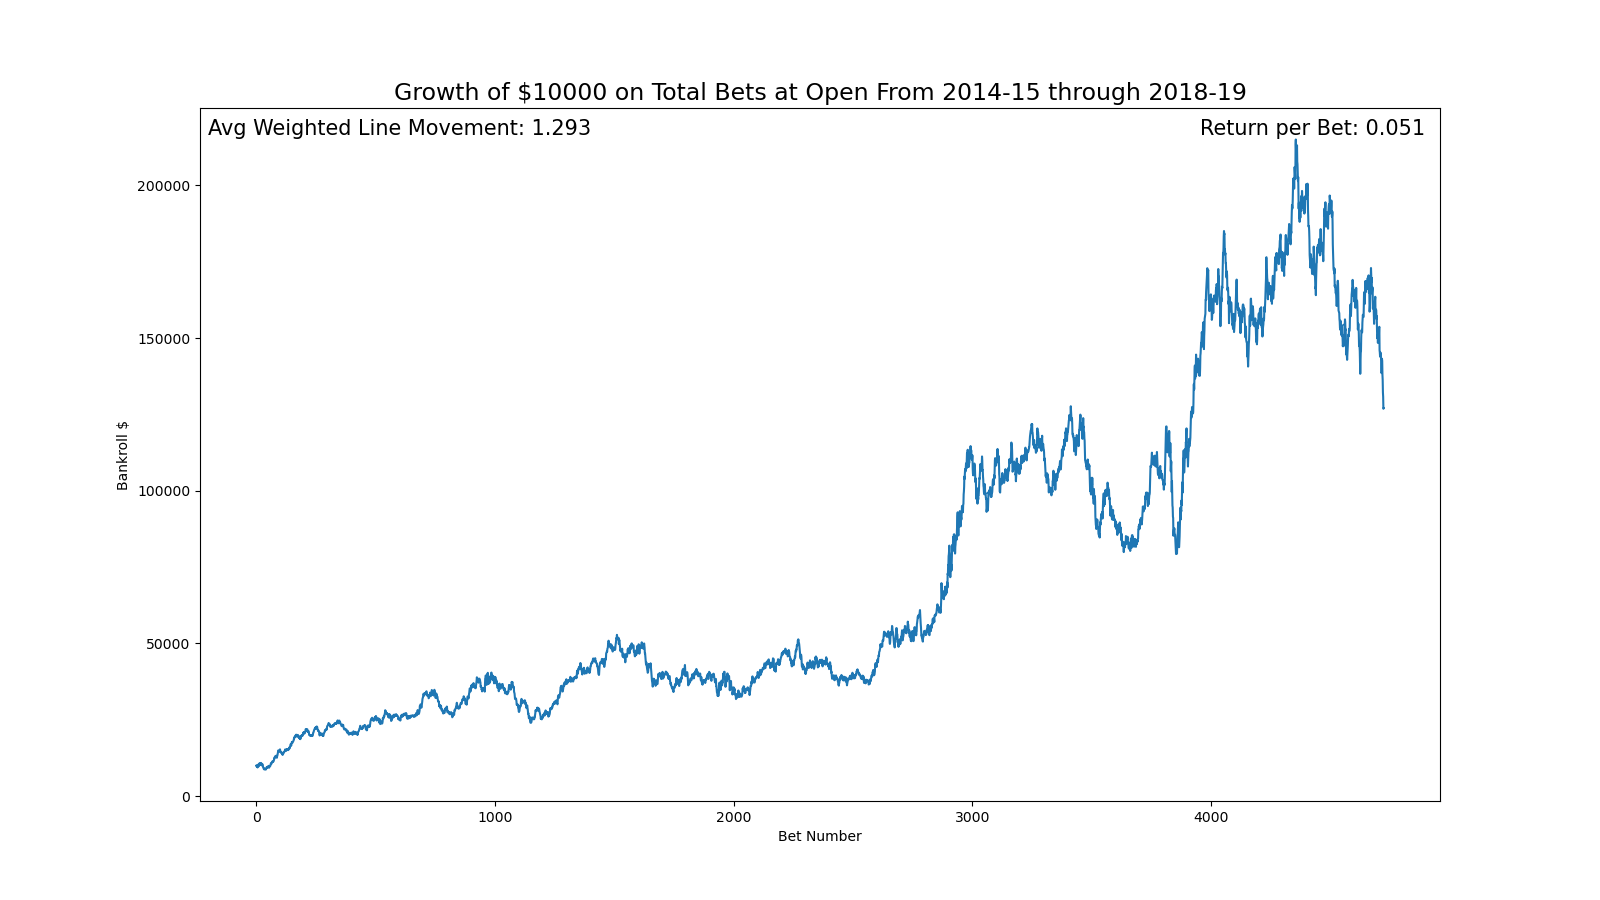 Growth of $10000 on Total Bets at Open From 2014-15 through 2018-19
Avg Weighted Line Movement: 1.293
Return per Bet: 0.051
200000
150000
100000
50000
0
Bankroll $
0 1000 2000 3000 4000
Bet Number